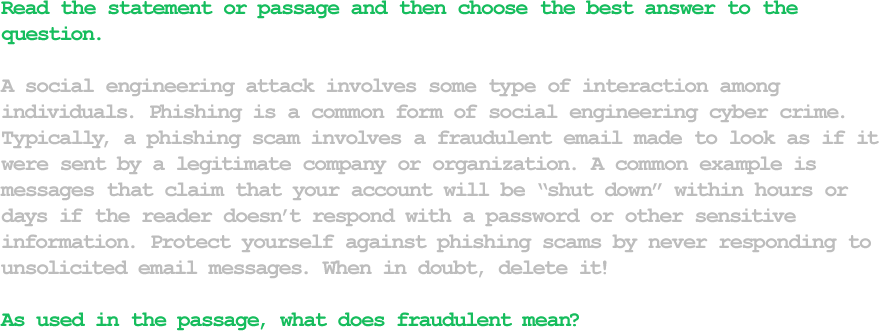 Read the statement or passage and then choose the best answer to the
question.
A social engineering attack involves some type of interaction among
individuals. Phishing is a common form of social engineering cyber crime.
Typically, a phishing scam involves a fraudulent email made to look as if it
were sent by a legitimate company or organization. A common example is
messages that claim that your account will be “shut down” within hours or
days if the reader doesn’t respond with a password or other sensitive
information. Protect yourself against phishing scams by never responding to
unsolicited email messages. When in doubt, delete it!
As used in the passage, what does fraudulent mean?